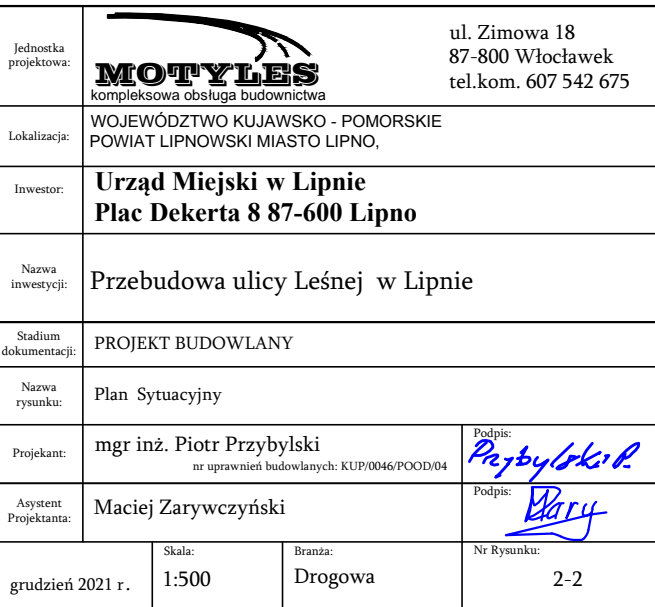 Jednostka
projektowa:
MOTYLES
kompleksowa obsługa budownictwa
ul. Zimowa 18
87-800 Włocławek
tel.kom. 607 542 675
Lokalizacja:
WOJEWÓDZTWO KUJAWSKO - POMORSKIE
POWIAT LIPNOWSKI MIASTO LIPNO,
Inwestor:
Urząd Miejski w Lipnie
Plac Dekerta 8 87-600 Lipno
Nazwa
inwestycji:
Przebudowa ulicy Leśnej w Lipnie
Stadium
dokumentacji:
PROJEKT BUDOWLANY
Nazwa
rysunku:
Plan Sytuacyjny
Projekant:
mgr inż. Piotr Przybylski
nr uprawnień budowlanych: KUP/0046/POOD/04
Podpis:
Przybylski P.
Asystent
Projektanta:
Maciej Zarywczyński
Podpis:
Zary
grudzień 2021 r.
Skala:
1:500
Branża:
Drogowa
Nr Rysunku:
2-2